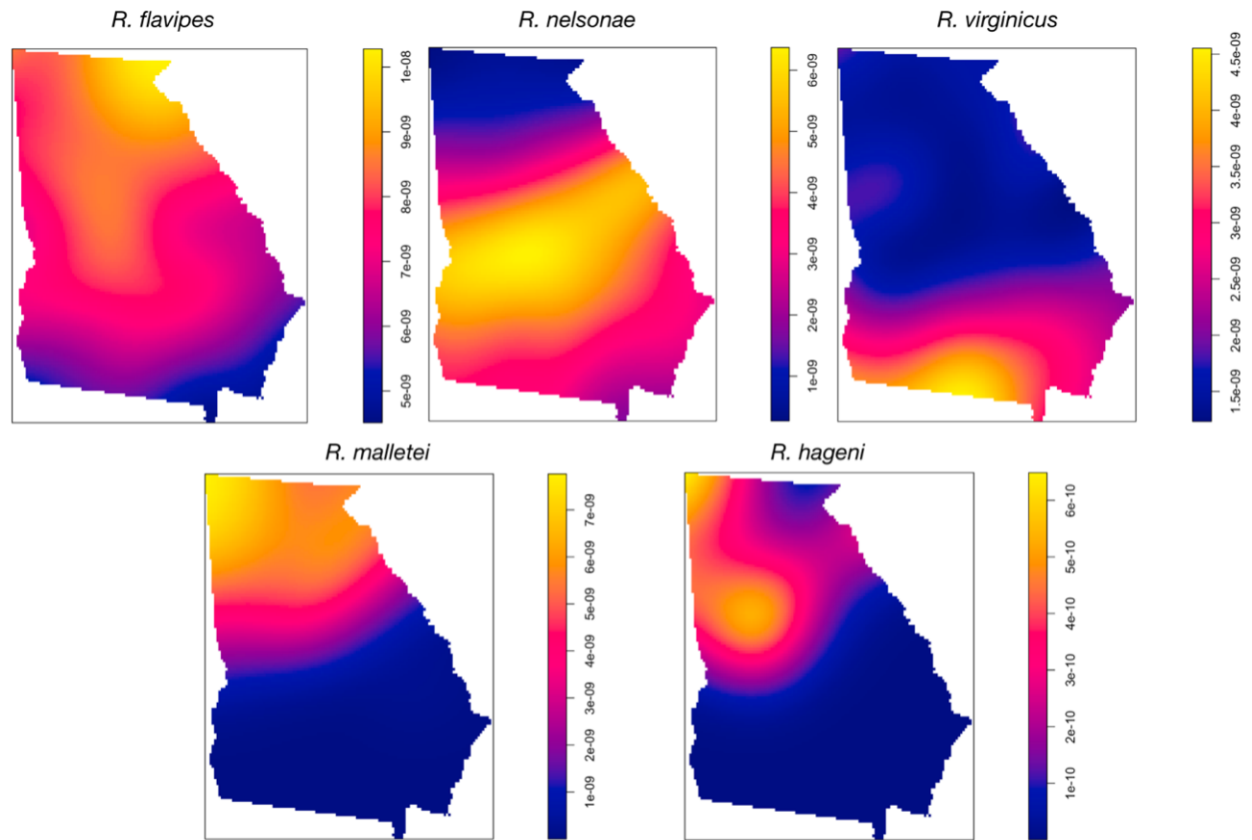 R. flavipes
R. nelsonae
R. virginicus
1e-08
9e-09
8e-09
7e-09
6e-09
5e-09
6e-09
5e-09
4e-09
3e-09
2e-09
1e-09
4.5e-09
4e-09
3.5e-09
3e-09
2.5e-09
2e-09
1.5e-09
R. malletei
R. hageni
7e-09
6e-09
5e-09
4e-09
3e-09
2e-09
1e-09
6e-10
5e-10
4e-10
3e-10
2e-10
1e-10